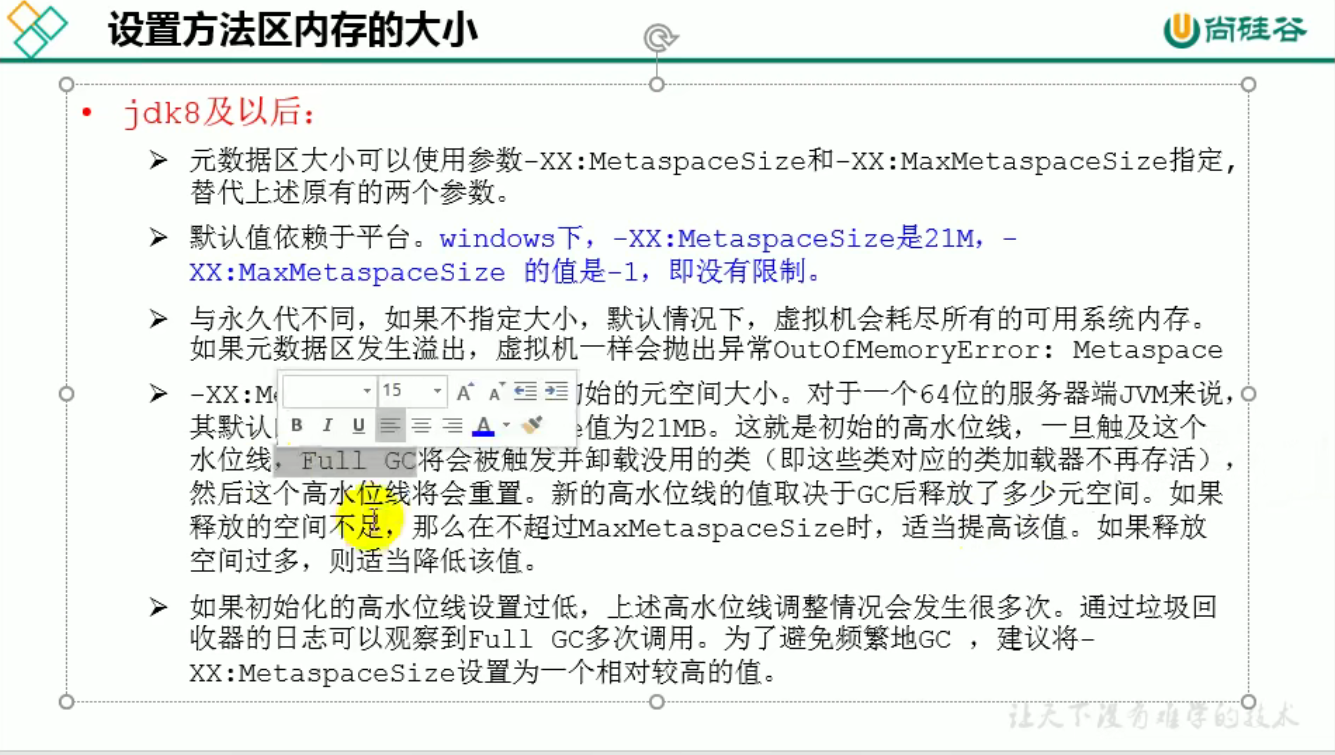 设置方法区内存的大小
尚硅谷
• jdk8及以后：
➢ 元数据区大小可以使用参数-XX:MetaspaceSize和-XX:MaxMetaspaceSize指定,
替代上述原有的两个参数。
➢ 默认值依赖于平台。windows下，-XX:MetaspaceSize是21M，-
XX:MaxMetaspaceSize 的值是-1，即没有限制。
➢ 与永久代不同，如果不指定大小，默认情况下，虚拟机会耗尽所有的可用系统内存。
如果元数据区发生溢出，虚拟机一样会抛出异常OutOfMemoryError: Metaspace
➢ -XX:Me
15
始的元空间大小。对于一个64位的服务器端JVM来说，
其默认
B I U A
值为21MB。这就是初始的高水位线，一旦触及这个
水位线，Full GC将会被触发并卸载没用的类（即这些类对应的类加载器不再存活），
然后这个高水位线将会重置。新的高水位线的值取决于GC后释放了多少元空间。如果
释放的空间不足，那么在不超过MaxMetaspaceSize时，适当提高该值。如果释放
空间过多，则适当降低该值。
➢ 如果初始化的高水位线设置过低，上述高水位线调整情况会发生很多次。通过垃圾回
收器的日志可以观察到Full GC多次调用。为了避免频繁地GC ，建议将-
XX:MetaspaceSize设置为一个相对较高的值。
让天下没有难学的技术